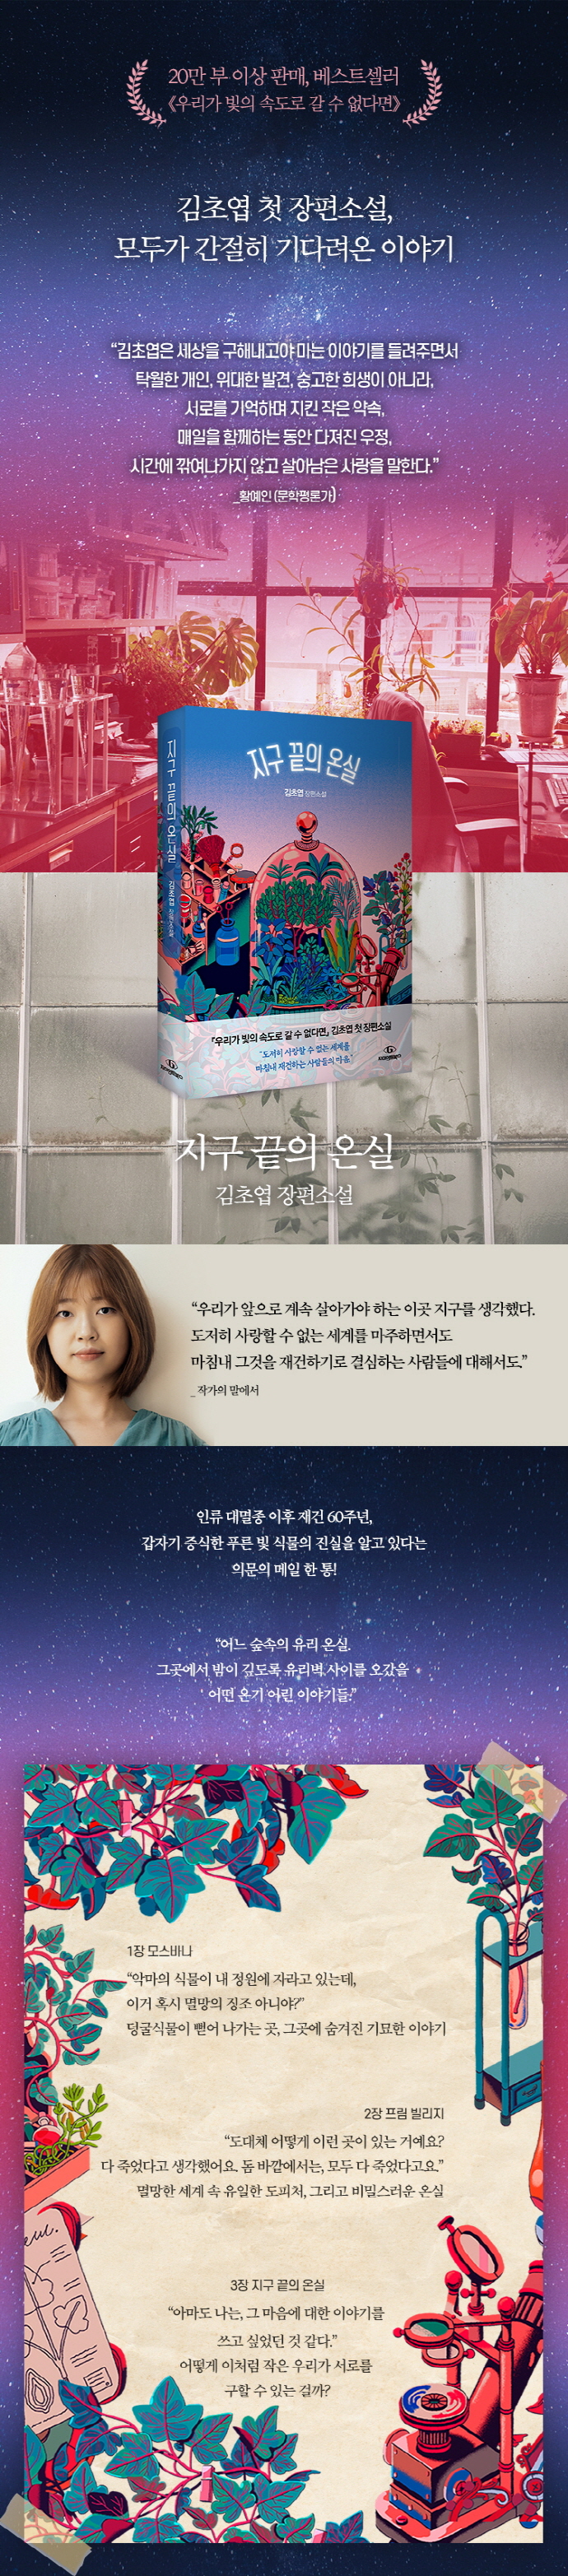 20만 부 이상 판매, 베스트셀러
《우리가 빛의 속도로 갈 수 없다면》
김초엽 첫 장편소설,
모두가 간절히 기다려온 이야기
“김초엽은 세상을 구해내고야 마는 이야기를 들려주면서
탁월한 개인, 위대한 발견, 숭고한 희생이 아니라,
서로를 기억하며 지킨 작은 약속,
매일을 함께하는 동안 다져진 우정,
시간에 깎여나가지 않고 살아남은 사랑을 말한다.”
_황예인 (문학평론가)
지구 끝의 온실
김초엽 장편소설
지구 끝의 온실
김초엽 장편소설
『우리가 빛의 속도로 갈 수 없다면』 김초엽 첫 장편소설
“도저히 사랑할 수 없는 세계를
마침내 재건하는 사람들의 마음”
지구 끝의 온실
김초엽 장편소설
“우리가 앞으로 계속 살아가야 하는 이곳 지구를 생각했다.
도저히 사랑할 수 없는 세계를 마주하면서도
마침내 그것을 재건하기로 결심하는 사람들에 대해서도.”
_ 작가의 말에서
인류 대멸종 이후 재건 60주년,
갑자기 증식한 푸른 빛 식물의 진실을 알고 있다는
의문의 메일 한 통!
“어느 숲속의 유리 온실.
그곳에서 밤이 깊도록 유리벽 사이를 오갔을
어떤 온기 어린 이야기들.”
1장 모스바나
“악마의 식물이 내 정원에 자라고 있는데,
이거 혹시 멸망의 징조 아니야?”
덩굴식물이 뻗어 나가는 곳, 그곳에 숨겨진 기묘한 이야기
2장 프림 빌리지
“도대체 어떻게 이런 곳이 있는 거예요?
다 죽었다고 생각했어요. 돔 바깥에서는, 모두 다 죽었다고요.”
멸망한 세계 속 유일한 도피처, 그리고 비밀스러운 온실
3장 지구 끝의 온실
“아마도 나는, 그 마음에 대한 이야기를
쓰고 싶었던 것 같다.”
어떻게 이처럼 작은 우리가 서로를
구할 수 있는 걸까?